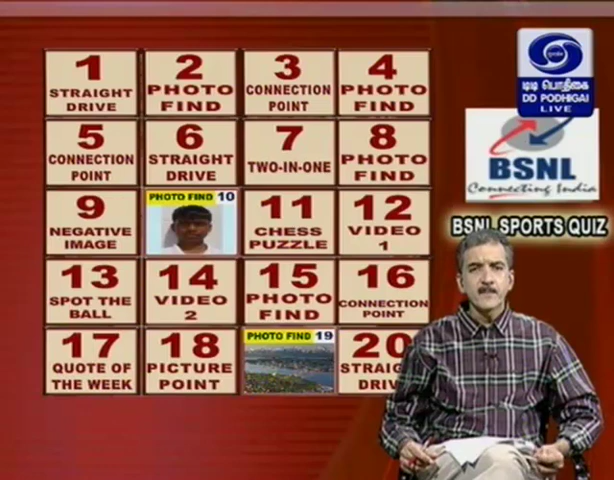 1
STRAIGHT
DRIVE
2
PHOTO
FIND
3
CONNECTION
POINT
4
PHOTO
FIND
டிடி பொதிகை
DD PODHIGAI
LIVE
5
CONNECTION
POINT
6
STRAIGHT
DRIVE
7
TWO-IN-ONE
8
PHOTO
FIND
BSNL
Connecting India
BSNL SPORTS QUIZ
9
NEGATIVE
IMAGE
PHOTO FIND 10
11
CHESS
PUZZLE
12
VIDEO
1
13
SPOT THE
BALL
14
VIDEO
2
15
PHOTO
FIND
16
CONNECTION
POINT
17
QUOTE OF
THE WEEK
18
PICTURE
POINT
PHOTO FIND 19
20
STRAIG
DRIV